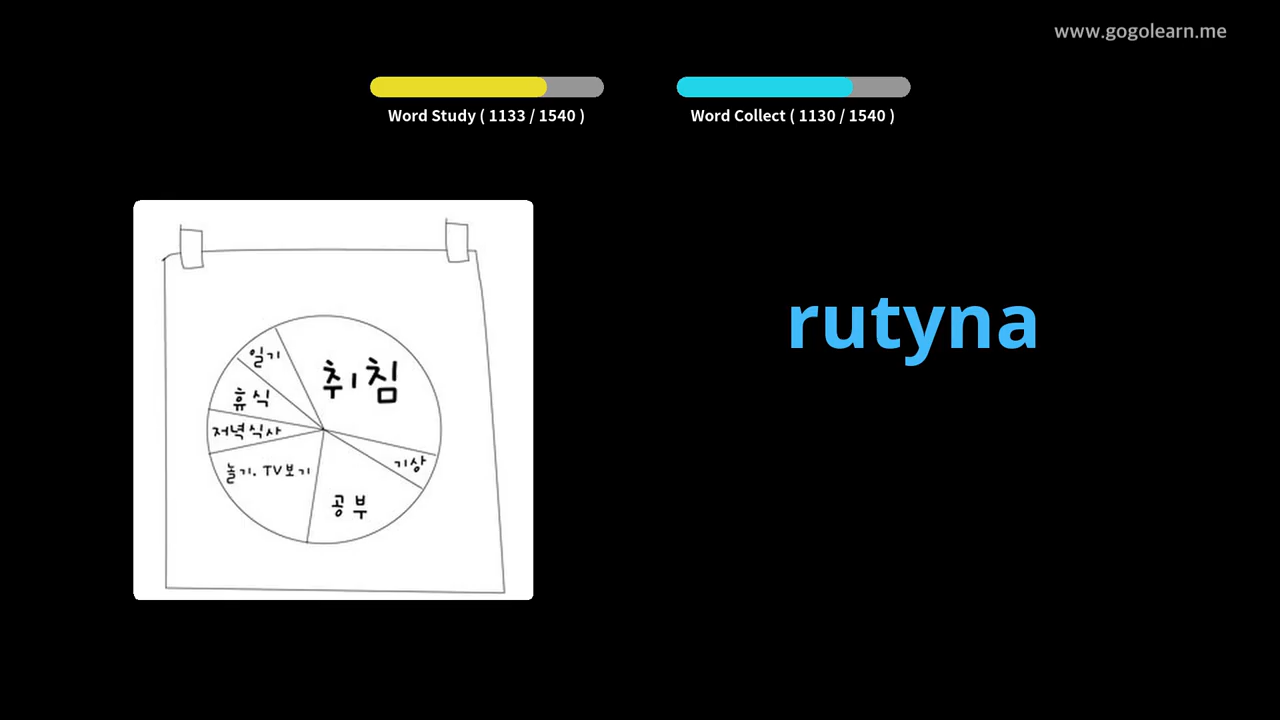 www.gogolearn.me
Word Study ( 1133 / 1540 )
Word Collect ( 1130 / 1540 )
rutyna
일기
취침
휴식
저녁식사
기상
놀기. TV보기
공부